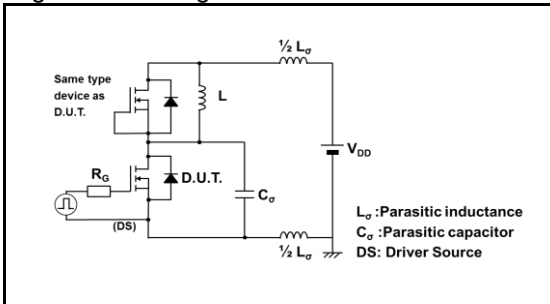 ½ Lσ
Same type
device as
D.U.T.
L
VDD
RG
D.U.T.
Cσ
(DS)
½ Lσ
Lσ :Parasitic inductance
Cσ :Parasitic capacitor
DS: Driver Source